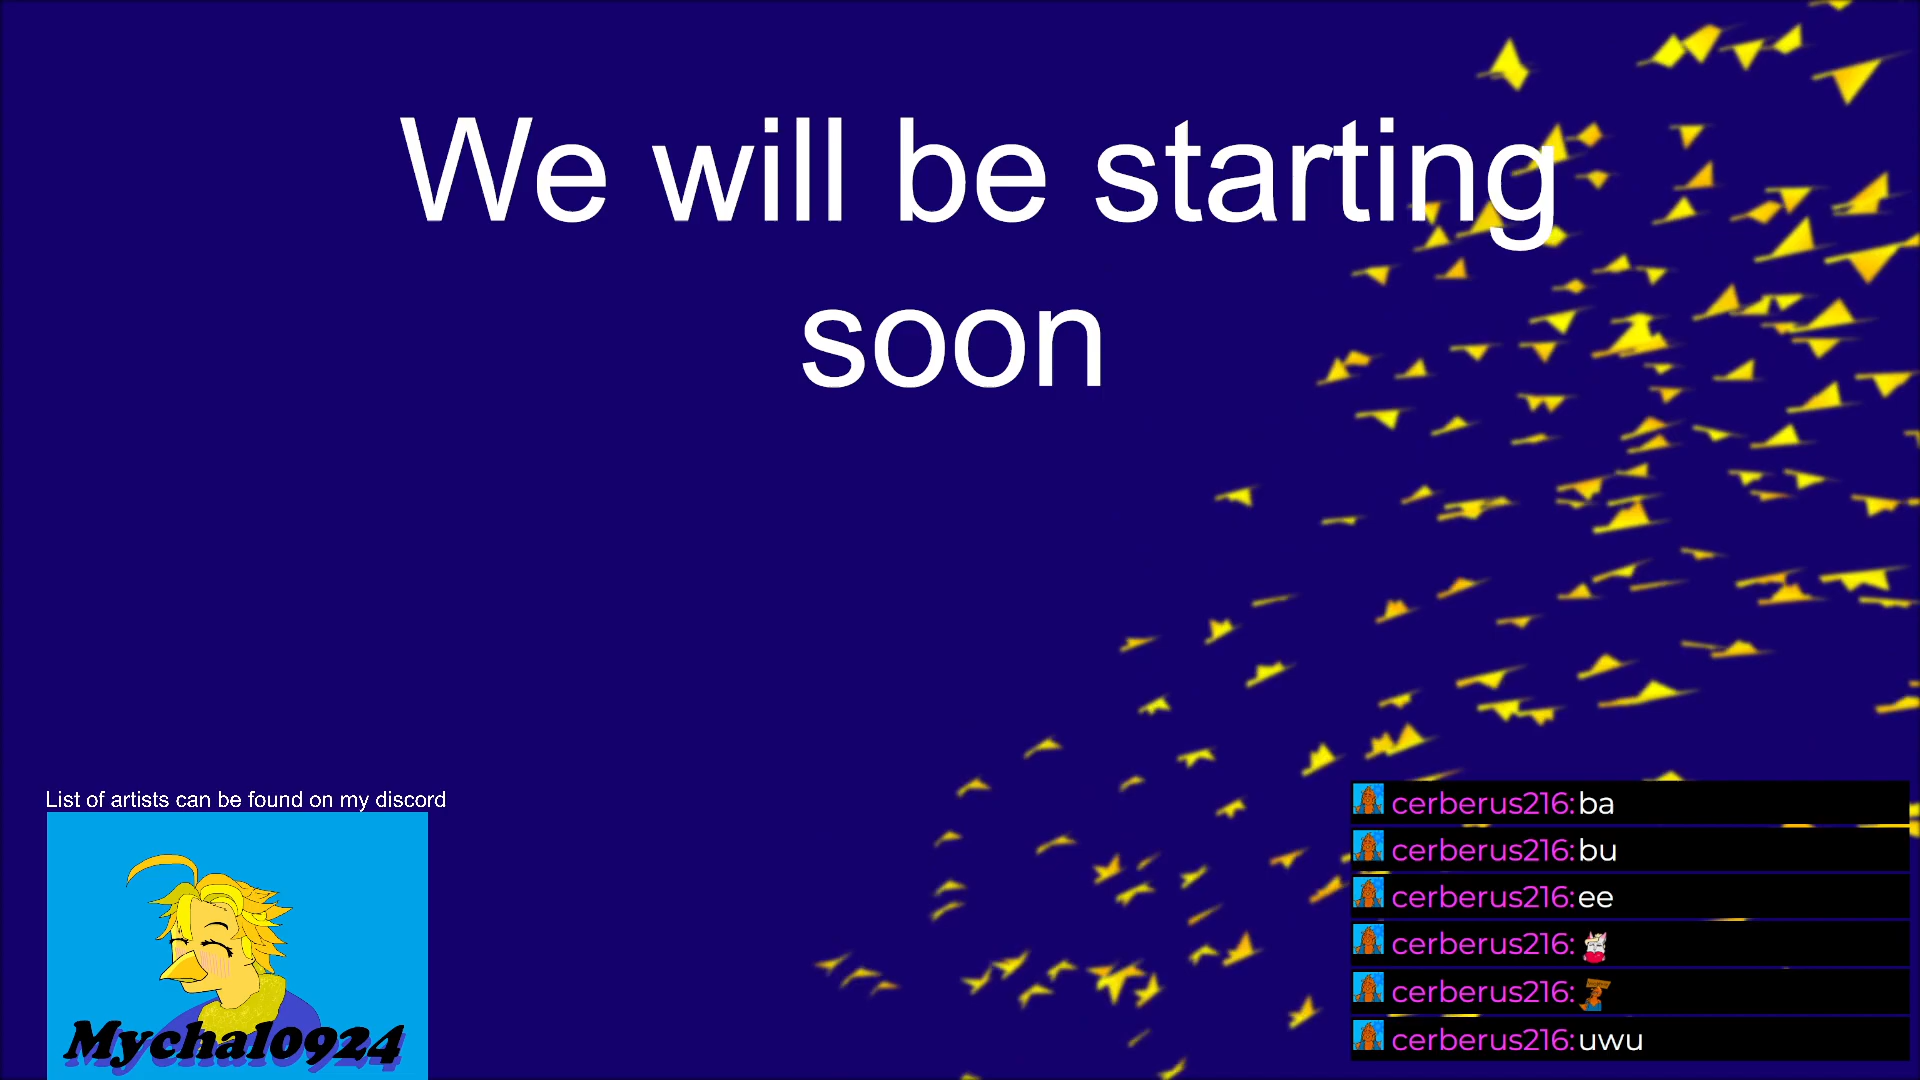 We will be starting
soon
List of artists can be found on my discord
Mychal0924
cerberus216: ba
cerberus216: bu
cerberus216: ee
cerberus216:
cerberus216:
cerberus216: uwu